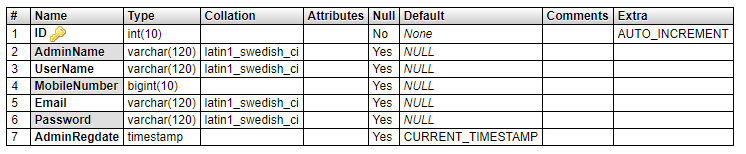 # Name Type Collation Attributes Null Default Comments Extra
1 ID int(10) No None AUTO_INCREMENT
2 AdminName varchar(120) latin1_swedish_ci Yes NULL
3 UserName varchar(120) latin1_swedish_ci Yes NULL
4 MobileNumber bigint(10) Yes NULL
5 Email varchar(120) latin1_swedish_ci Yes NULL
6 Password varchar(120) latin1_swedish_ci Yes NULL
7 AdminRegdate timestamp Yes CURRENT_TIMESTAMP